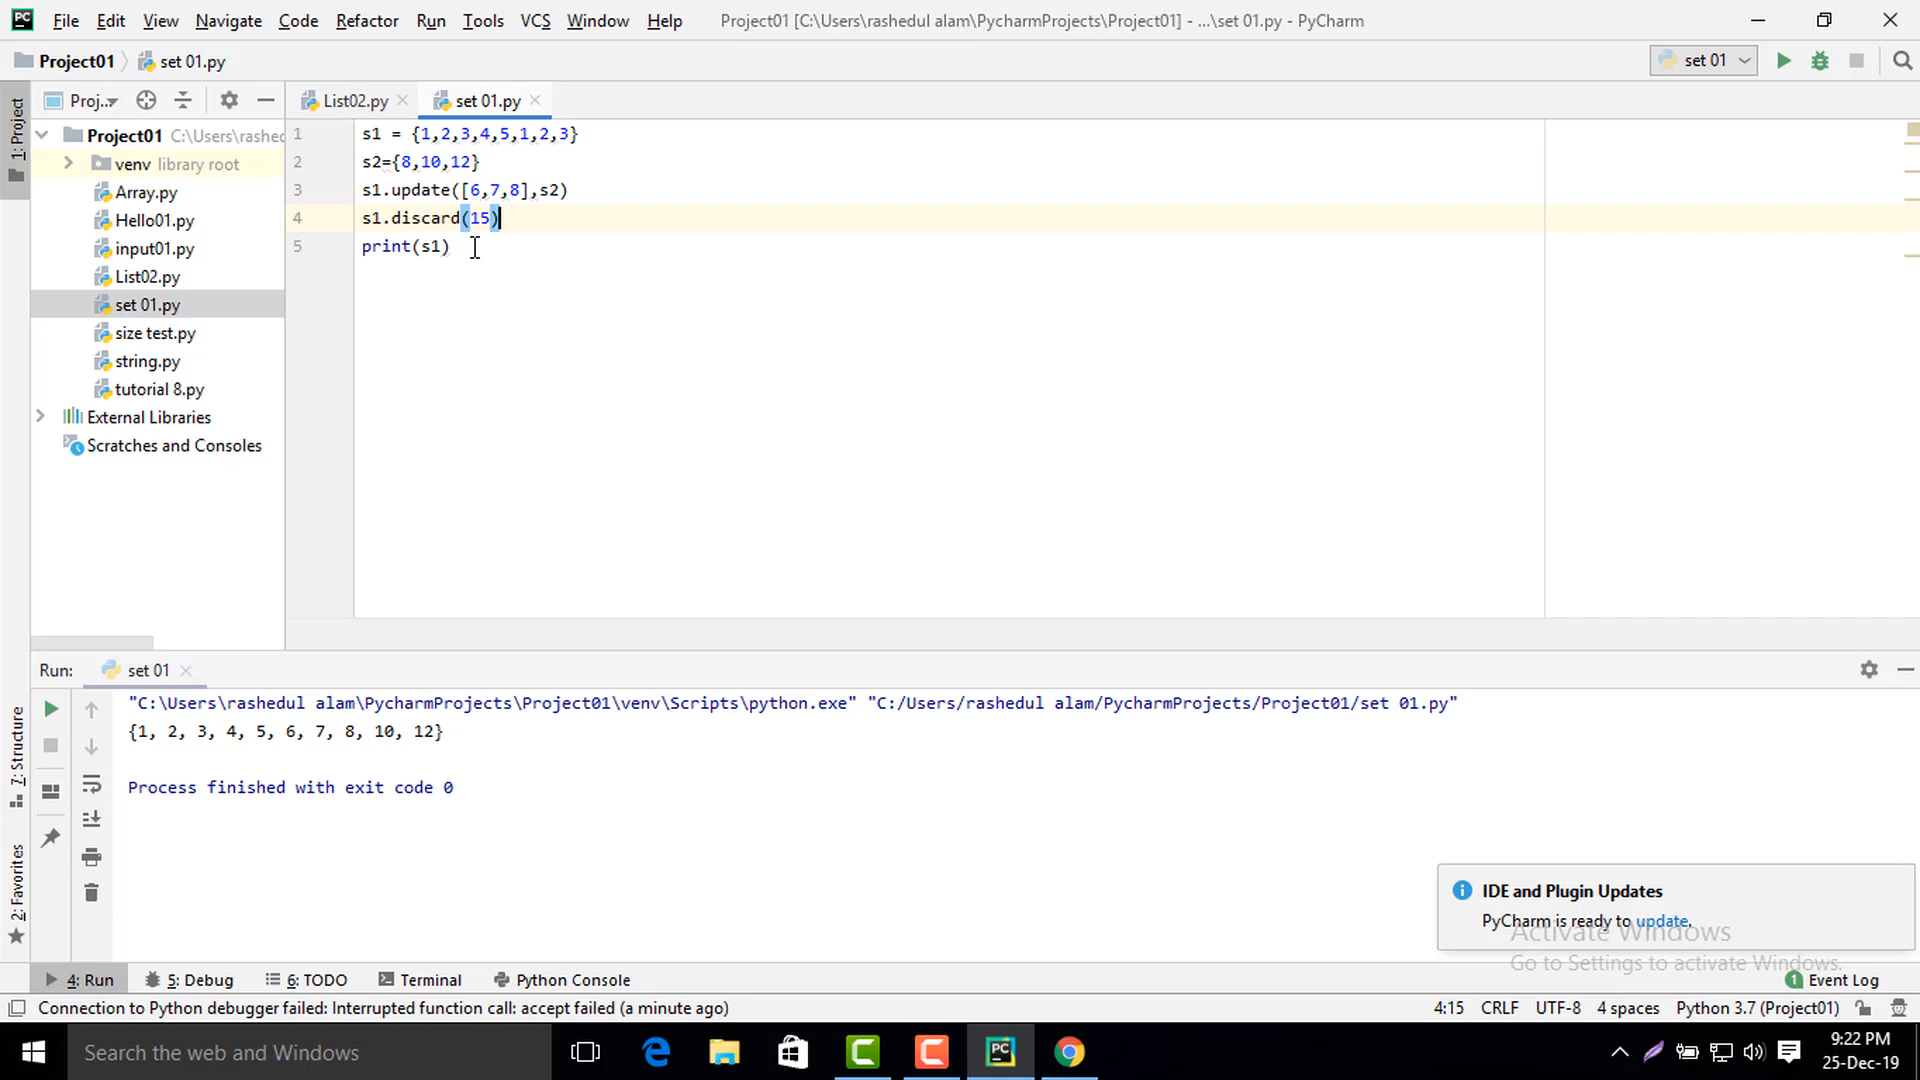 PC File Edit View Navigate Code Refactor Run Tools VCS Window Help Project01 [C:\Users\rashedul alam\PycharmProjects\Project01] - ...\set 01.py - PyCharm
Project01 set 01.py set 01
1: Project
Proj... List02.py set 01.py
Project01 C:\Users\rashed
venv library root
Array.py
Hello01.py
input01.py
List02.py
set 01.py
size test.py
string.py
tutorial 8.py
External Libraries
Scratches and Consoles
1 s1 = {1,2,3,4,5,1,2,3}
2 s2={8,10,12}
3 s1.update([6,7,8],s2)
4 s1.discard(15)
5 print(s1)
Run: set 01
"C:\Users\rashedul alam\PycharmProjects\Project01\venv\Scripts\python.exe" "C:/Users/rashedul alam/PycharmProjects/Project01/set 01.py"
{1, 2, 3, 4, 5, 6, 7, 8, 10, 12}
Process finished with exit code 0
7: Structure
2: Favorites
IDE and Plugin Updates
PyCharm is ready to update.
Activate Windows
Go to Settings to activate Windows.
4: Run 5: Debug 6: TODO Terminal Python Console 1 Event Log
Connection to Python debugger failed: Interrupted function call: accept failed (a minute ago) 4:15 CRLF UTF-8 4 spaces Python 3.7 (Project01)
Search the web and Windows
PC
9:22 PM
25-Dec-19